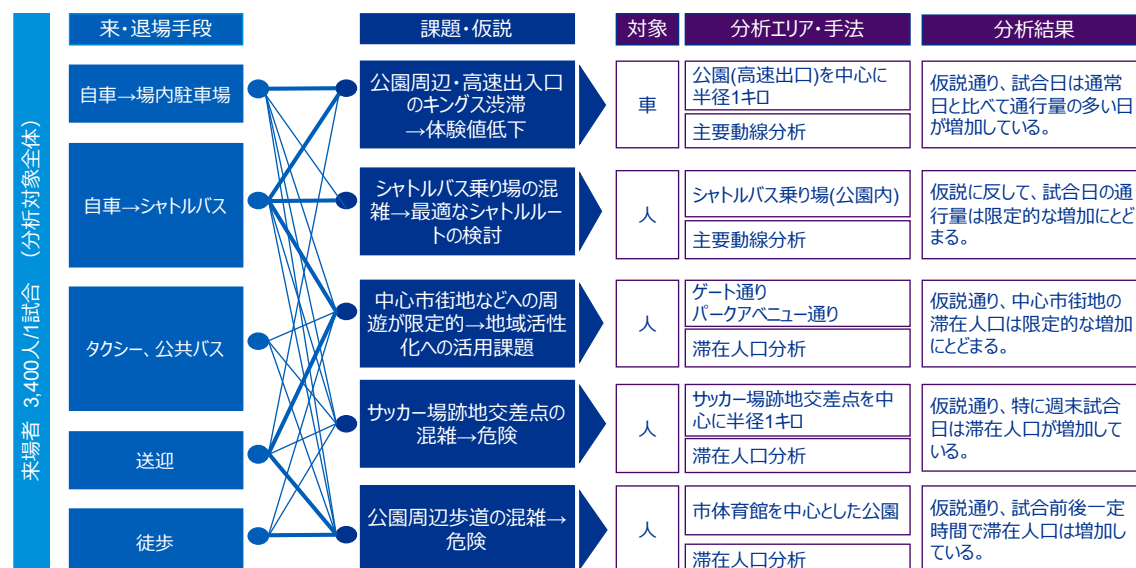 来場者 3,400人/1試合 (分析対象全体)
来・退場手段
自車→場内駐車場
自車→シャトルバス
タクシー、公共バス
送迎
徒歩
課題・仮説
公園周辺・高速出入口
のキングス渋滞
→体験値低下
シャトルバス乗り場の混
雑→最適なシャトルルー
トの検討
中心市街地などへの周
遊が限定的→地域活性
化への活用課題
サッカー場跡地交差点の
混雑→危険
公園周辺歩道の混雑→
危険
対象
車
人
人
人
人
分析エリア・手法
公園(高速出口)を中心に
半径1キロ
主要動線分析
シャトルバス乗り場(公園内)
主要動線分析
ゲート通り
パークアベニュー通り
滞在人口分析
サッカー場跡地交差点を中
心に半径1キロ
滞在人口分析
市体育館を中心とした公園
滞在人口分析
分析結果
仮説通り、試合日は通常
日と比べて通行量の多い日
が増加している。
仮説に反して、試合日の通
行量は限定的な増加にとど
まる。
仮説通り、中心市街地の
滞在人口は限定的な増加
にとどまる。
仮説通り、特に週末試合
日は滞在人口が増加して
いる。
仮説通り、試合前後一定
時間で滞在人口は増加し
ている。